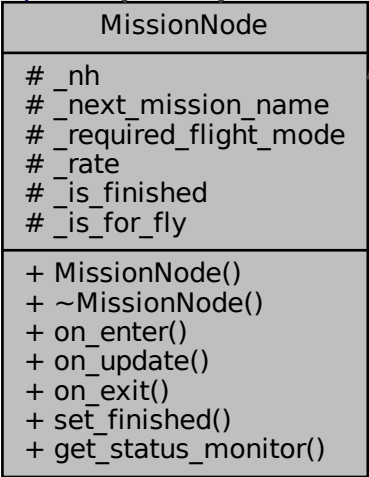 MissionNode
# _nh
# _next_mission_name
# _required_flight_mode
# _rate
# _is_finished
# _is_for_fly
+ MissionNode()
+ ~MissionNode()
+ on_enter()
+ on_update()
+ on_exit()
+ set_finished()
+ get_status_monitor()